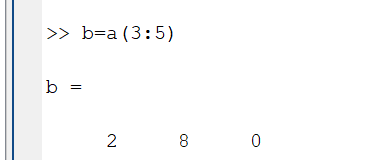 >> b=a(3:5)
b =
2 8 0